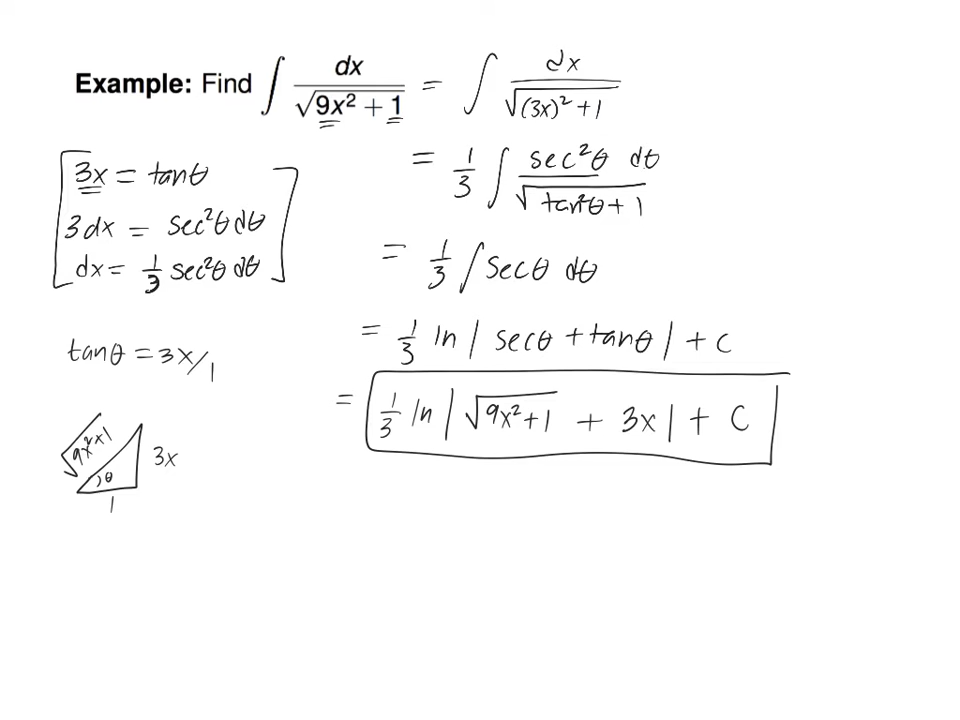 Example: Find ∫ dx/√(9x² + 1) = ∫ dx/√((3x)² + 1)
3x = tanθ
3dx = sec²θ dθ
dx = 1/3 sec²θ dθ
= 1/3 ∫ sec²θ dθ/√(tan²θ + 1)
= 1/3 ∫ secθ dθ
= 1/3 ln | secθ + tanθ | + C
= 1/3 ln | √(9x²+1) + 3x | + C
tanθ = 3x/1
√(9x²+1)
θ
3x
1